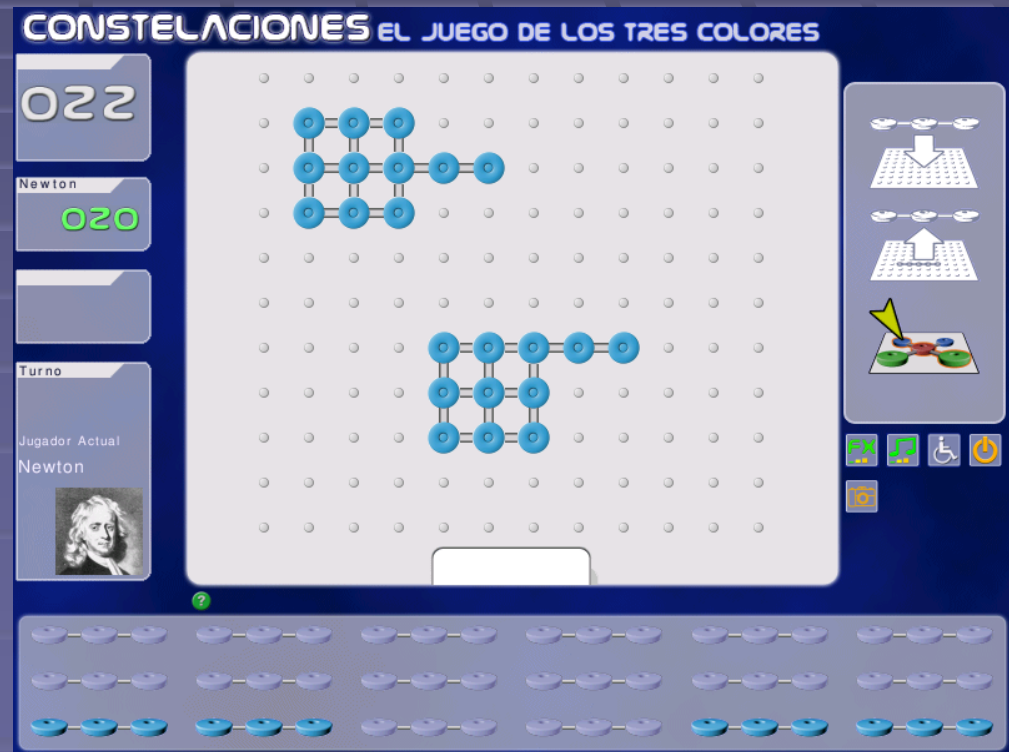 CONSTELACIONES EL JUEGO DE LOS TRES COLORES
022
Newton
020
Turno
Jugador Actual
Newton
FX
?